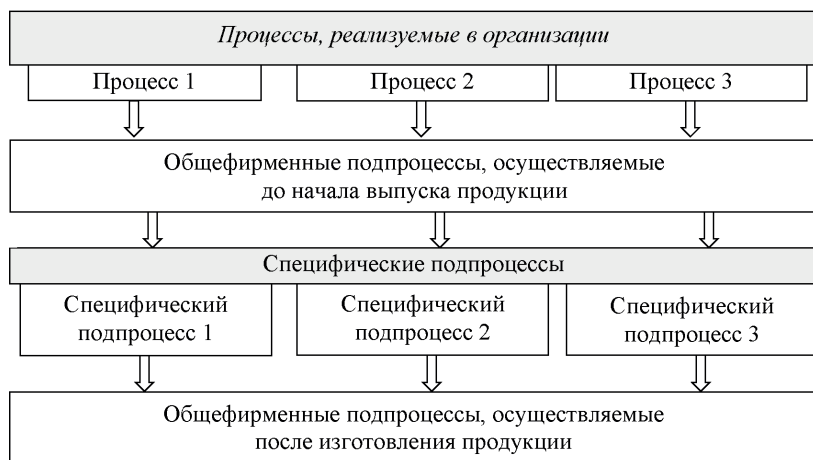 Процессы, реализуемые в организации
Процесс 1
Процесс 2
Процесс 3
Общефирменные подпроцессы, осуществляемые
до начала выпуска продукции
Специфические подпроцессы
Специфический
подпроцесс 1
Специфический
подпроцесс 2
Специфический
подпроцесс 3
Общефирменные подпроцессы, осуществляемые
после изготовления продукции